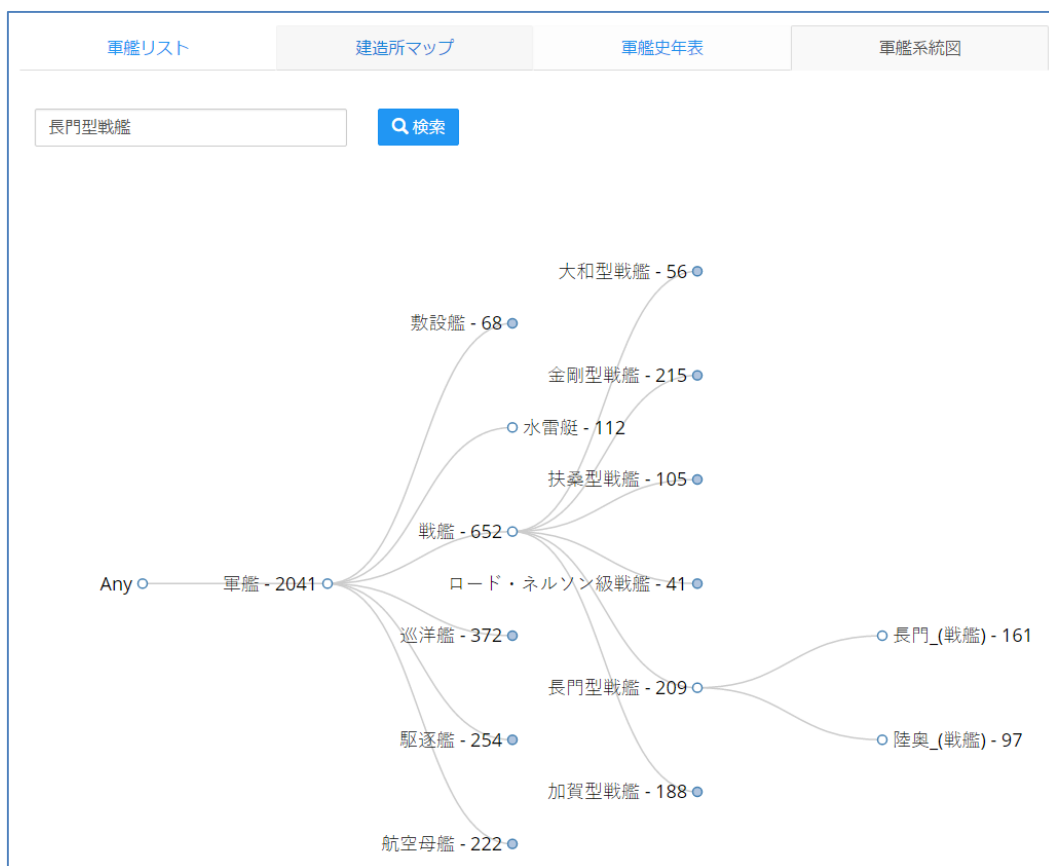 軍艦リスト
建造所マップ
軍艦史年表
軍艦系統図
長門型戦艦
検索
大和型戦艦 - 56
敷設艦 - 68
金剛型戦艦 - 215
水雷艇 - 112
扶桑型戦艦 - 105
戦艦 - 652
Any
軍艦 - 2041
ロード・ネルソン級戦艦 - 41
巡洋艦 - 372
長門_(戦艦) - 161
長門型戦艦 - 209
駆逐艦 - 254
陸奥_(戦艦) - 97
加賀型戦艦 - 188
航空母艦 - 222